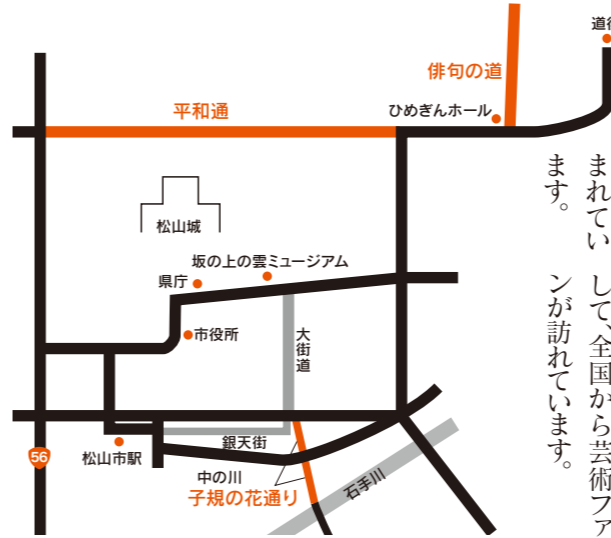 道後
俳句の道
平和通
ひめぎんホール
松山城
坂の上の雲ミュージアム
県庁
市役所
大街道
銀天街
56
松山市駅
中の川
子規の花通り
石手川
まれてい
ます。
して、全国から芸術ファ
ンが訪れています。